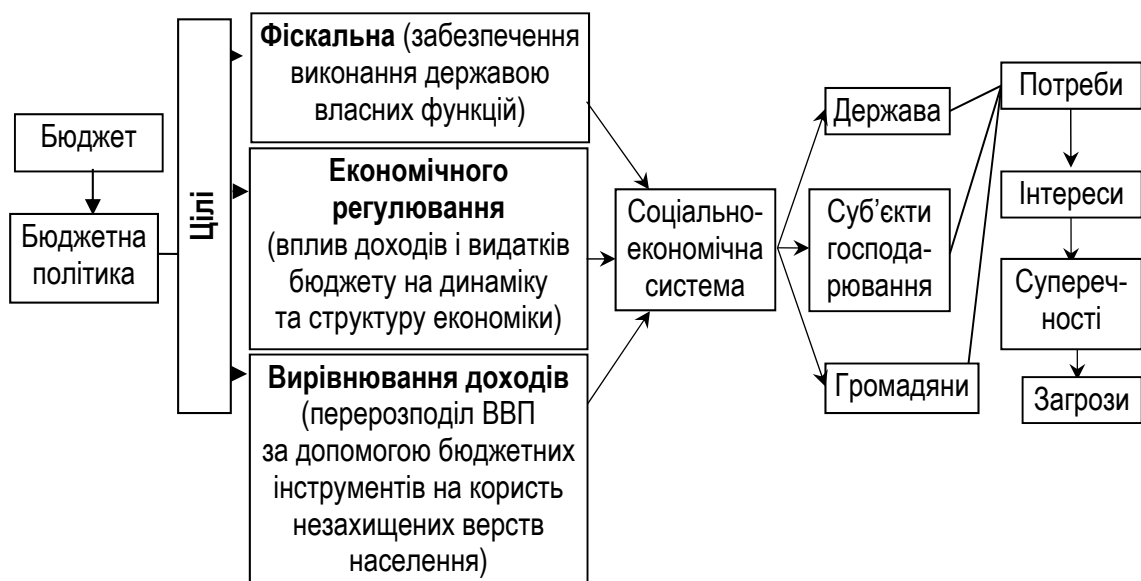 Бюджет
Бюджетна
політика
Цілі
Фіскальна (забезпечення
виконання державою
власних функцій)
Економічного
регулювання
(вплив доходів і видатків
бюджету на динаміку
та структуру економіки)
Вирівнювання доходів
(перерозподіл ВВП
за допомогою бюджетних
інструментів на користь
незахищених верств
населення)
Соціально-
економічна
система
Держава
Суб’єкти
господа-
рювання
Громадяни
Потреби
Інтереси
Супереч-
ності
Загрози